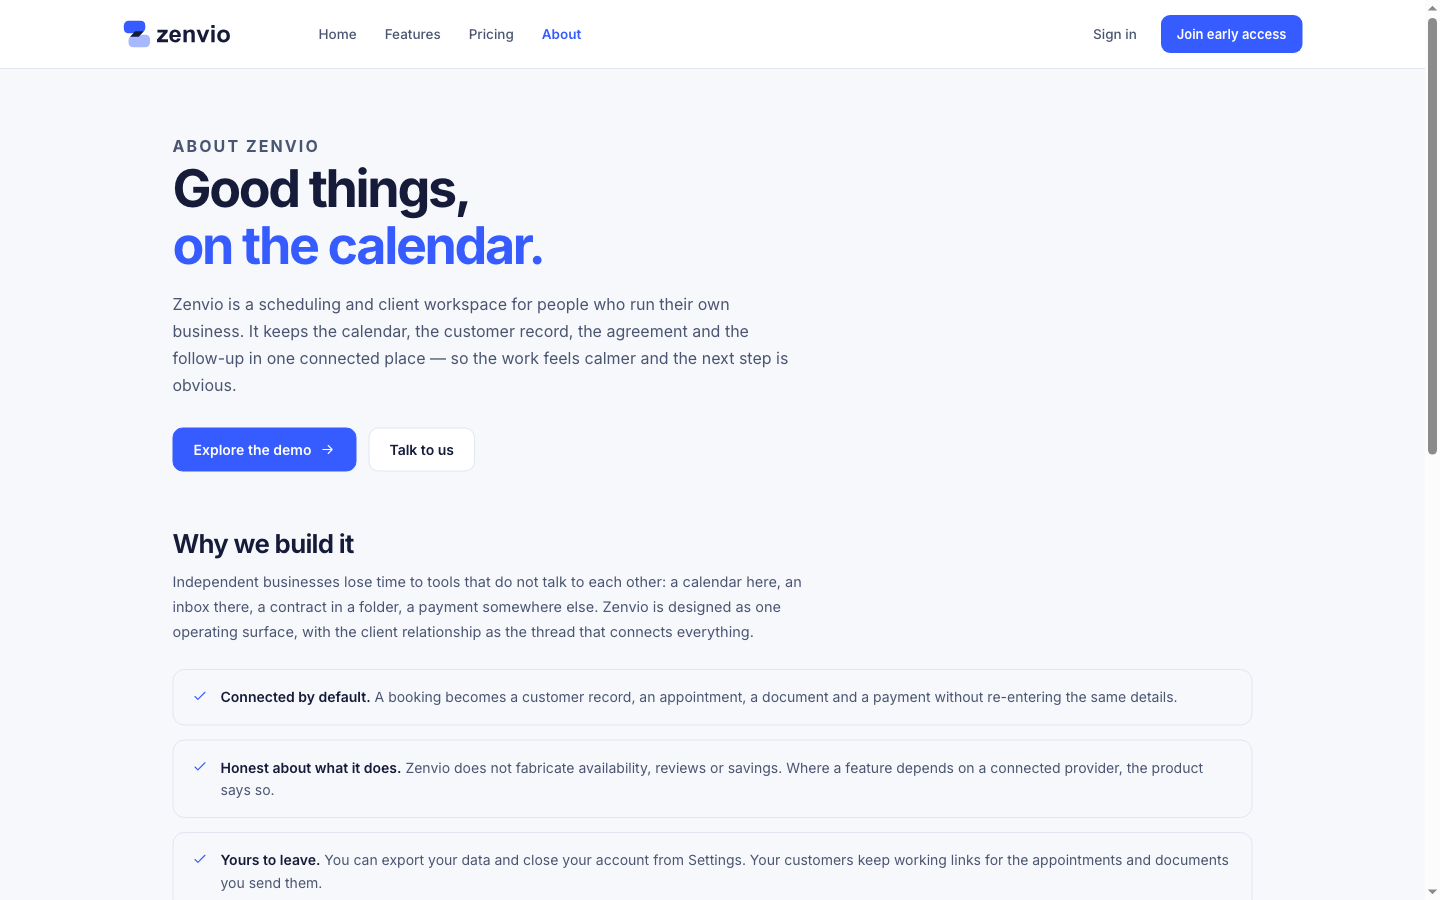 zenvio
Home
Features
Pricing
About
Sign in
Join early access
ABOUT ZENVIO
Good things,
on the calendar.
Zenvio is a scheduling and client workspace for people who run their own
business. It keeps the calendar, the customer record, the agreement and the
follow-up in one connected place — so the work feels calmer and the next step is
obvious.
Explore the demo →
Talk to us
Why we build it
Independent businesses lose time to tools that do not talk to each other: a calendar here, an
inbox there, a contract in a folder, a payment somewhere else. Zenvio is designed as one
operating surface, with the client relationship as the thread that connects everything.
Connected by default. A booking becomes a customer record, an appointment, a document and a payment without re-entering the same details.
Honest about what it does. Zenvio does not fabricate availability, reviews or savings. Where a feature depends on a connected provider, the product
says so.
Yours to leave. You can export your data and close your account from Settings. Your customers keep working links for the appointments and documents
you send them.